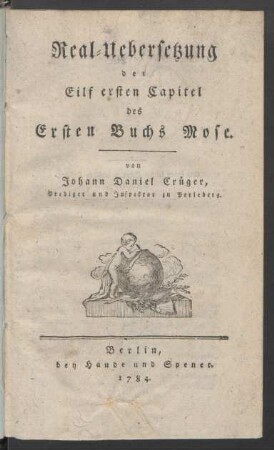 Real-Uebersetzung
der
Eilf ersten Capitel
des
Ersten Buchs Mose.
von
Johann Daniel Crüger,
Prediger und Inspektor zu Perleberg.
Berlin,
bey Haude und Spener.
1784.